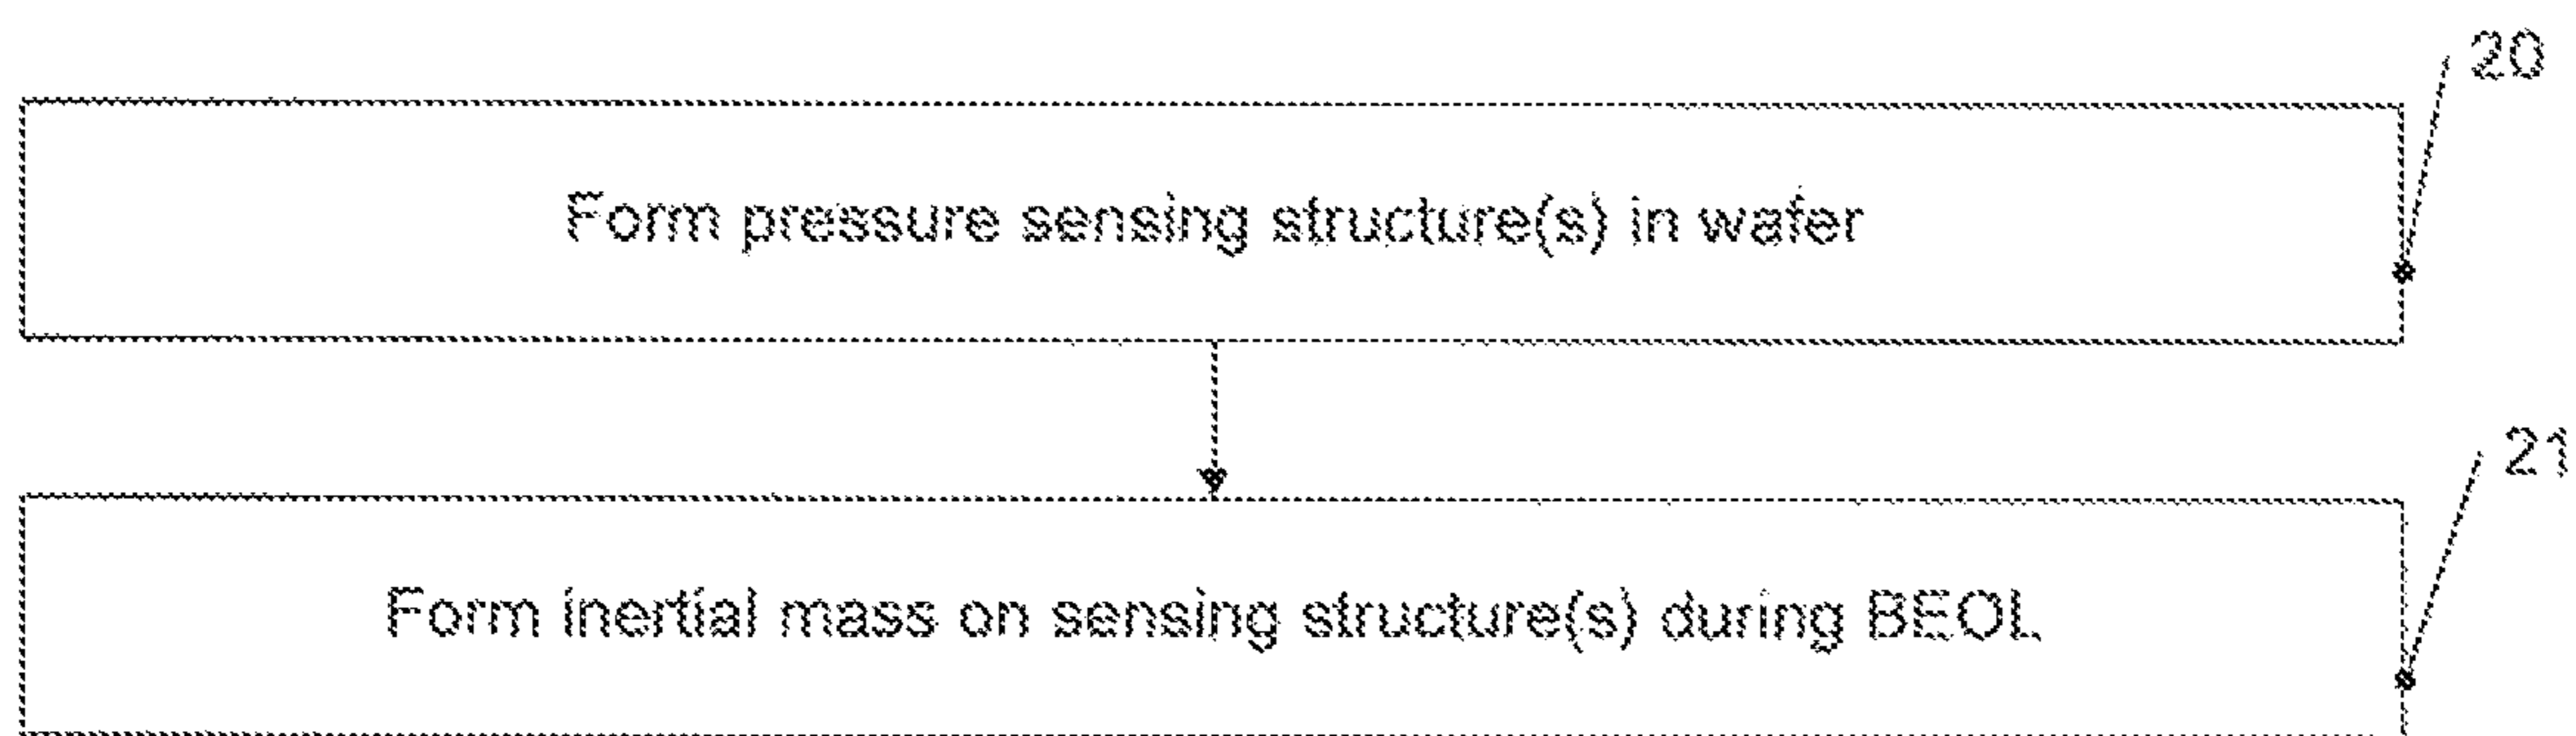 20
Form pressure sensing structure(s) in wafer
21
Form inertial mass on sensing structure(s) during BEOL